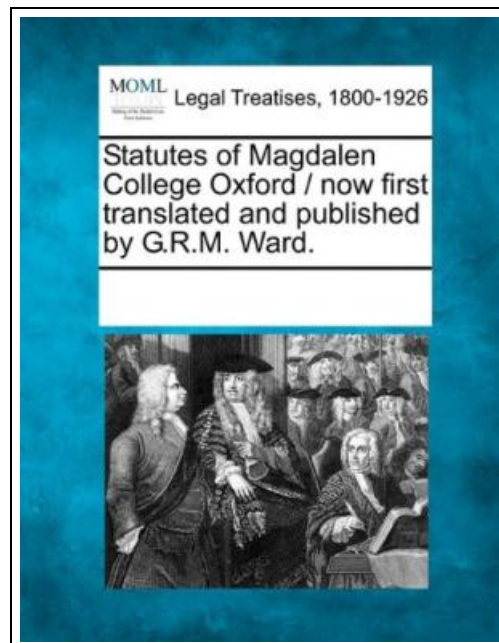 MOML
Legal Treatises, 1800-1926
Statutes of Magdalen
College Oxford / now first
translated and published
by G.R.M. Ward.